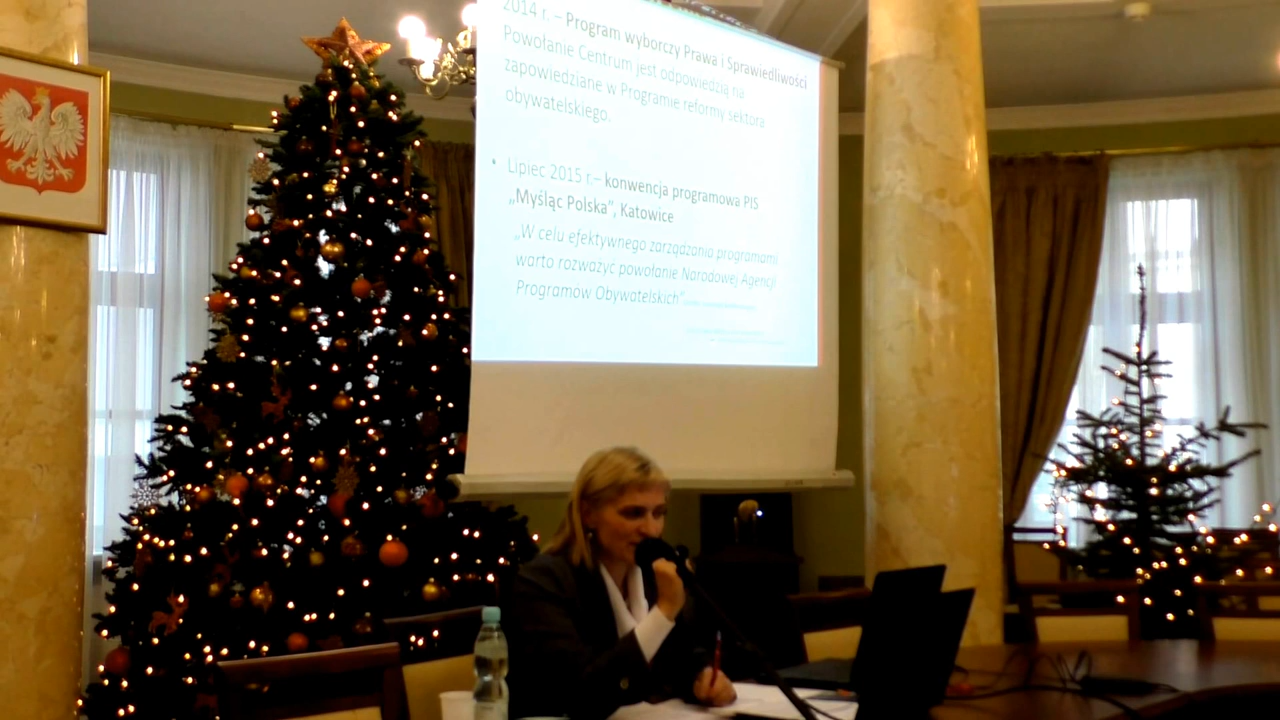 2014 r. – Program wyborczy Prawa i Sprawiedliwości
Powołanie Centrum jest odpowiedzią na
zapowiedziane w Programie reformy sektora
obywatelskiego.
• Lipiec 2015 r.– konwencja programowa PIS
„Myśląc Polska”, Katowice
„W celu efektywnego zarządzania programami
warto rozważyć powołanie Narodowej Agencji
Programów Obywatelskich”